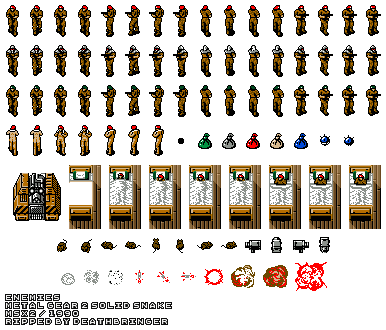 ENEMIES
METAL GEAR 2 SOLID SNAKE
MSX2 / 1990
RIPPED BY DEATHBRINGER